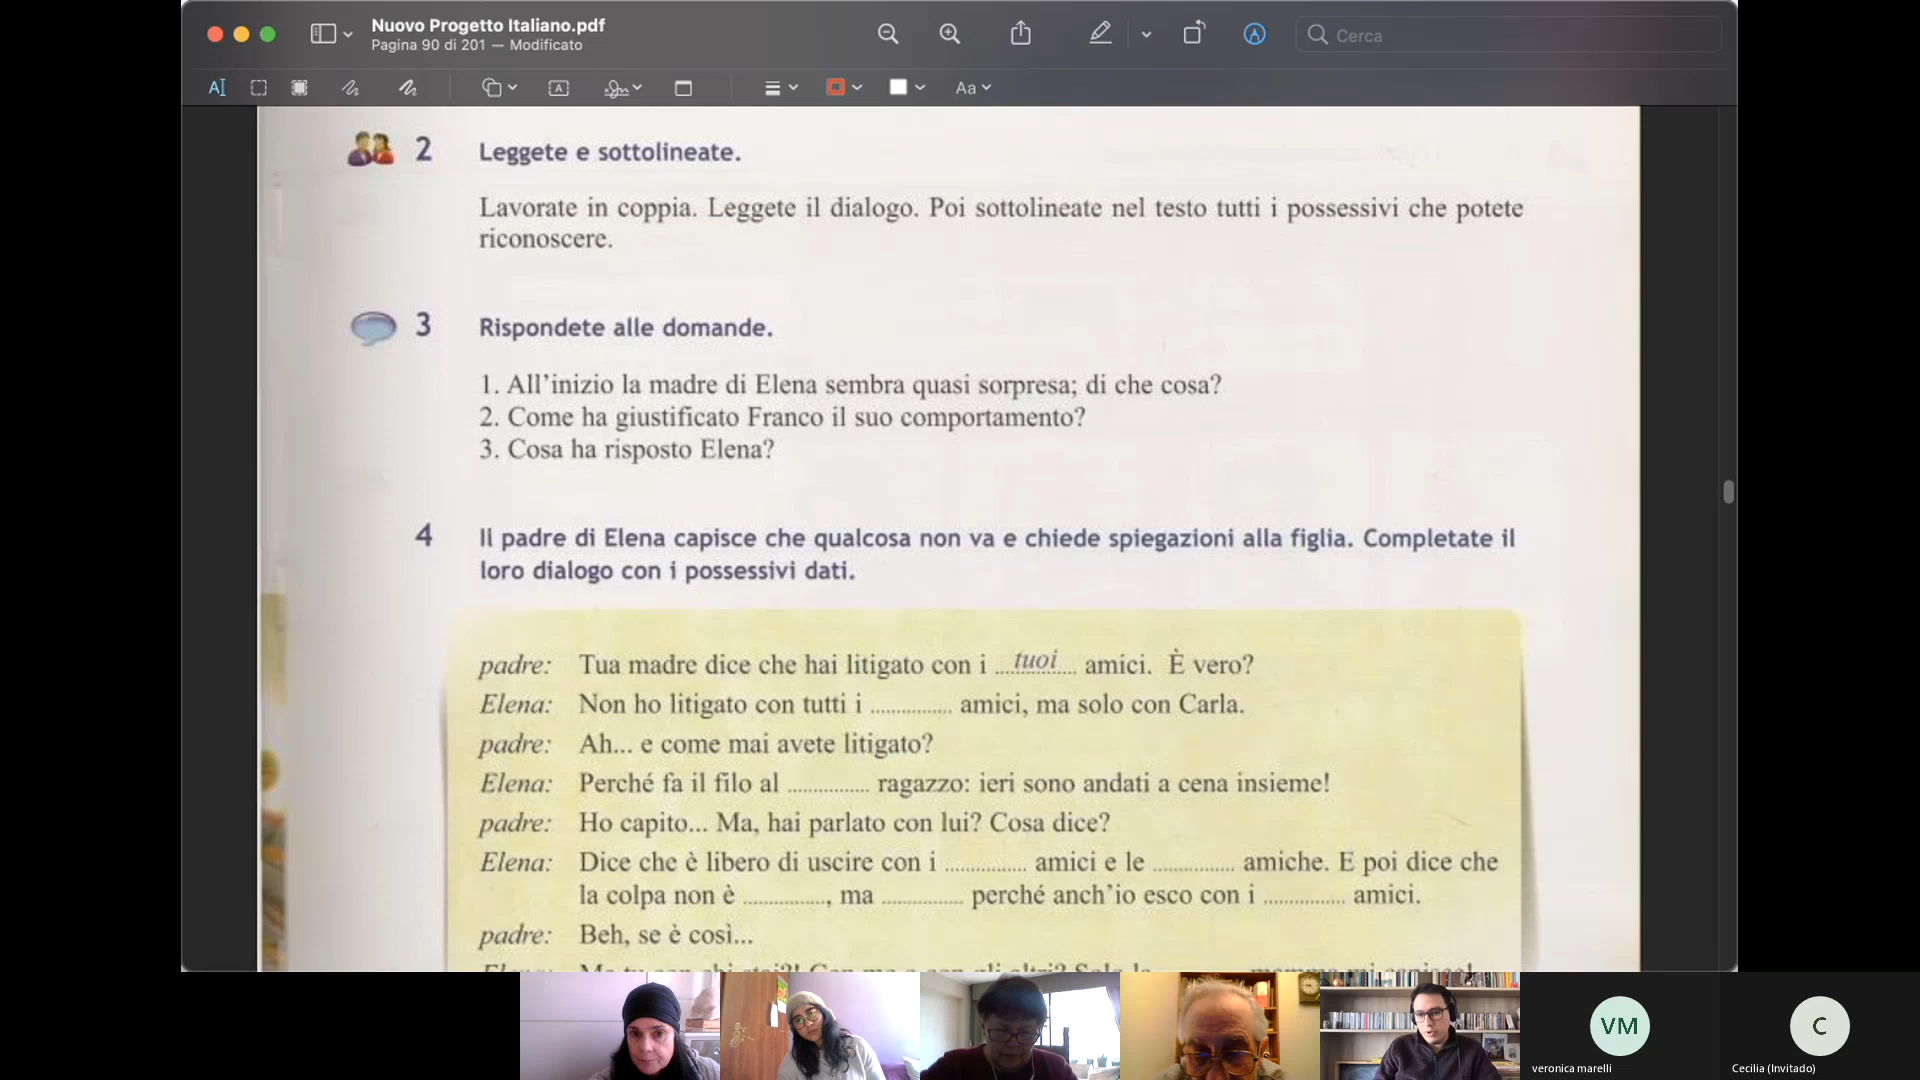 Nuovo Progetto Italiano.pdf
Pagina 90 di 201 — Modificato
Cerca
Aa
2 Leggete e sottolineate.
Lavorate in coppia. Leggete il dialogo. Poi sottolineate nel testo tutti i possessivi che potete
riconoscere.
3 Rispondete alle domande.
1. All'inizio la madre di Elena sembra quasi sorpresa; di che cosa?
2. Come ha giustificato Franco il suo comportamento?
3. Cosa ha risposto Elena?
4 Il padre di Elena capisce che qualcosa non va e chiede spiegazioni alla figlia. Completate il
loro dialogo con i possessivi dati.
padre: Tua madre dice che hai litigato con i ...tuoi... amici. È vero?
Elena: Non ho litigato con tutti i ............... amici, ma solo con Carla.
padre: Ah... e come mai avete litigato?
Elena: Perché fa il filo al ............... ragazzo: ieri sono andati a cena insieme!
padre: Ho capito... Ma, hai parlato con lui? Cosa dice?
Elena: Dice che è libero di uscire con i ............... amici e le ............... amiche. E poi dice che
la colpa non è ..............., ma ............... perché anch'io esco con i ............... amici.
padre: Beh, se è così...
VM
C
veronica marelli
Cecilia (Invitado)